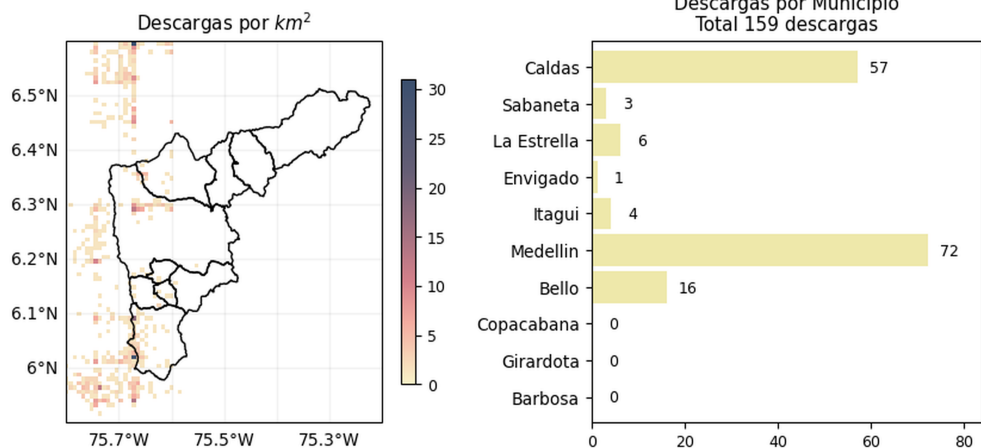 Descargas por km²
6.5°N
6.4°N
6.3°N
6.2°N
6.1°N
6°N
75.7°W
75.5°W
75.3°W
30
25
20
15
10
5
0
Descargas por Municipio
Total 159 descargas
Caldas 57
Sabaneta 3
La Estrella 6
Envigado 1
Itagui 4
Medellin 72
Bello 16
Copacabana 0
Girardota 0
Barbosa 0
0 20 40 60 80